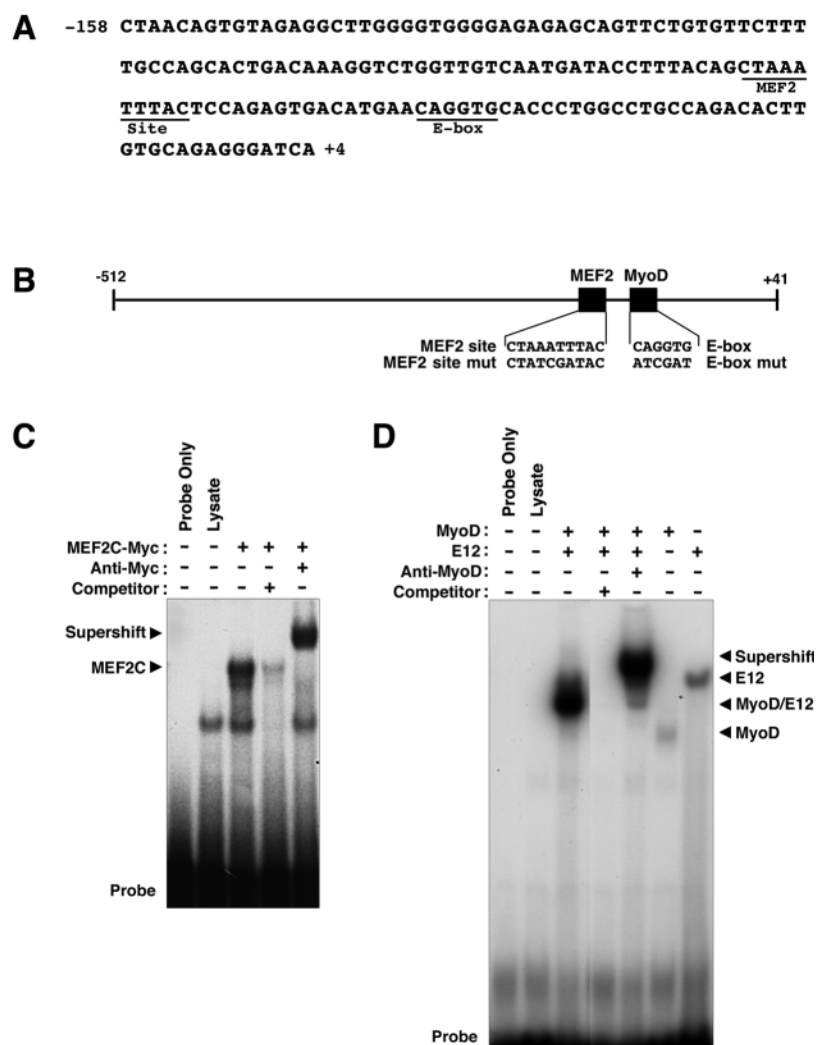 A
-158 CTAACAGTGTAGAGGCTTGGGGTGGGGAGAGAGCAGTTCTGTGTTCTTT
TGCCAGCACTGACAAAGGTCTGGTTGTCAATGATACCTTTACAGCTAAA
MEF2
TTTACTCCAGAGTGACATGAACAGGTGCACCCTGGCCTGCCAGACACTT
Site E-box
GTGCAGAGGGATCA +4
B
-512 MEF2 MyoD +41
MEF2 site CTAAATTTAC CAGGTG E-box
MEF2 site mut CTATCGATAC ATCGAT E-box mut
C
Probe Only
Lysate
MEF2C-Myc: - - + + +
Anti-Myc: - - - - +
Competitor: - - - + -
Supershift
MEF2C
Probe
D
Probe Only
Lysate
MyoD: - - + + + + -
E12: - - + + + - +
Anti-MyoD: - - - - + - -
Competitor: - - - + - - -
Supershift
E12
MyoD/E12
MyoD
Probe